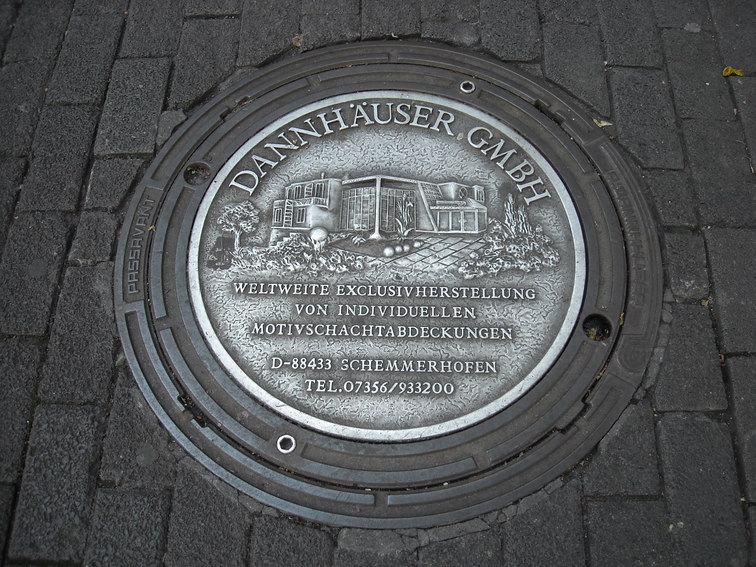 DANNHÄUSER GMBH
WELTWEITE EXCLUSIVHERSTELLUNG
VON INDIVIDUELLEN
MOTIVSCHACHTABDECKUNGEN
D-88433 SCHEMMERHOFEN
TEL.07356/933200
PASSAVANT